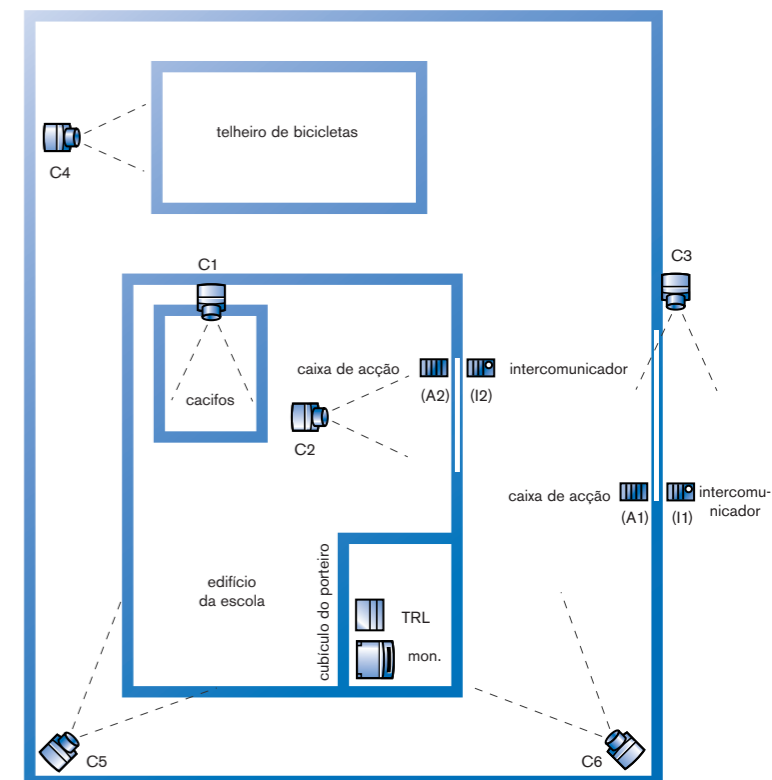 telheiro de bicicletas
C4
C1
C3
caixa de acção
intercomunicador
(A2)
(I2)
cacifos
C2
caixa de acção
intercomu-
nicador
(A1)
(I1)
edifício
da escola
cubículo do porteiro
TRL
mon.
C5
C6